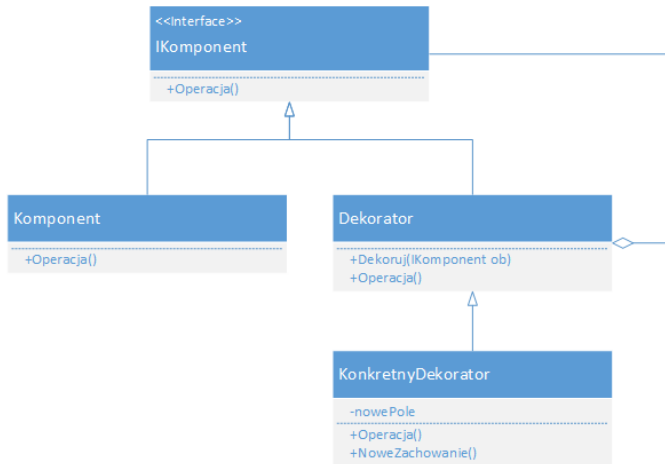 <<Interface>>
IKomponent
+Operacja()
Komponent
+Operacja()
Dekorator
+Dekoruj(IKomponent ob)
+Operacja()
KonkretnyDekorator
-nowePole
+Operacja()
+NoweZachowanie()